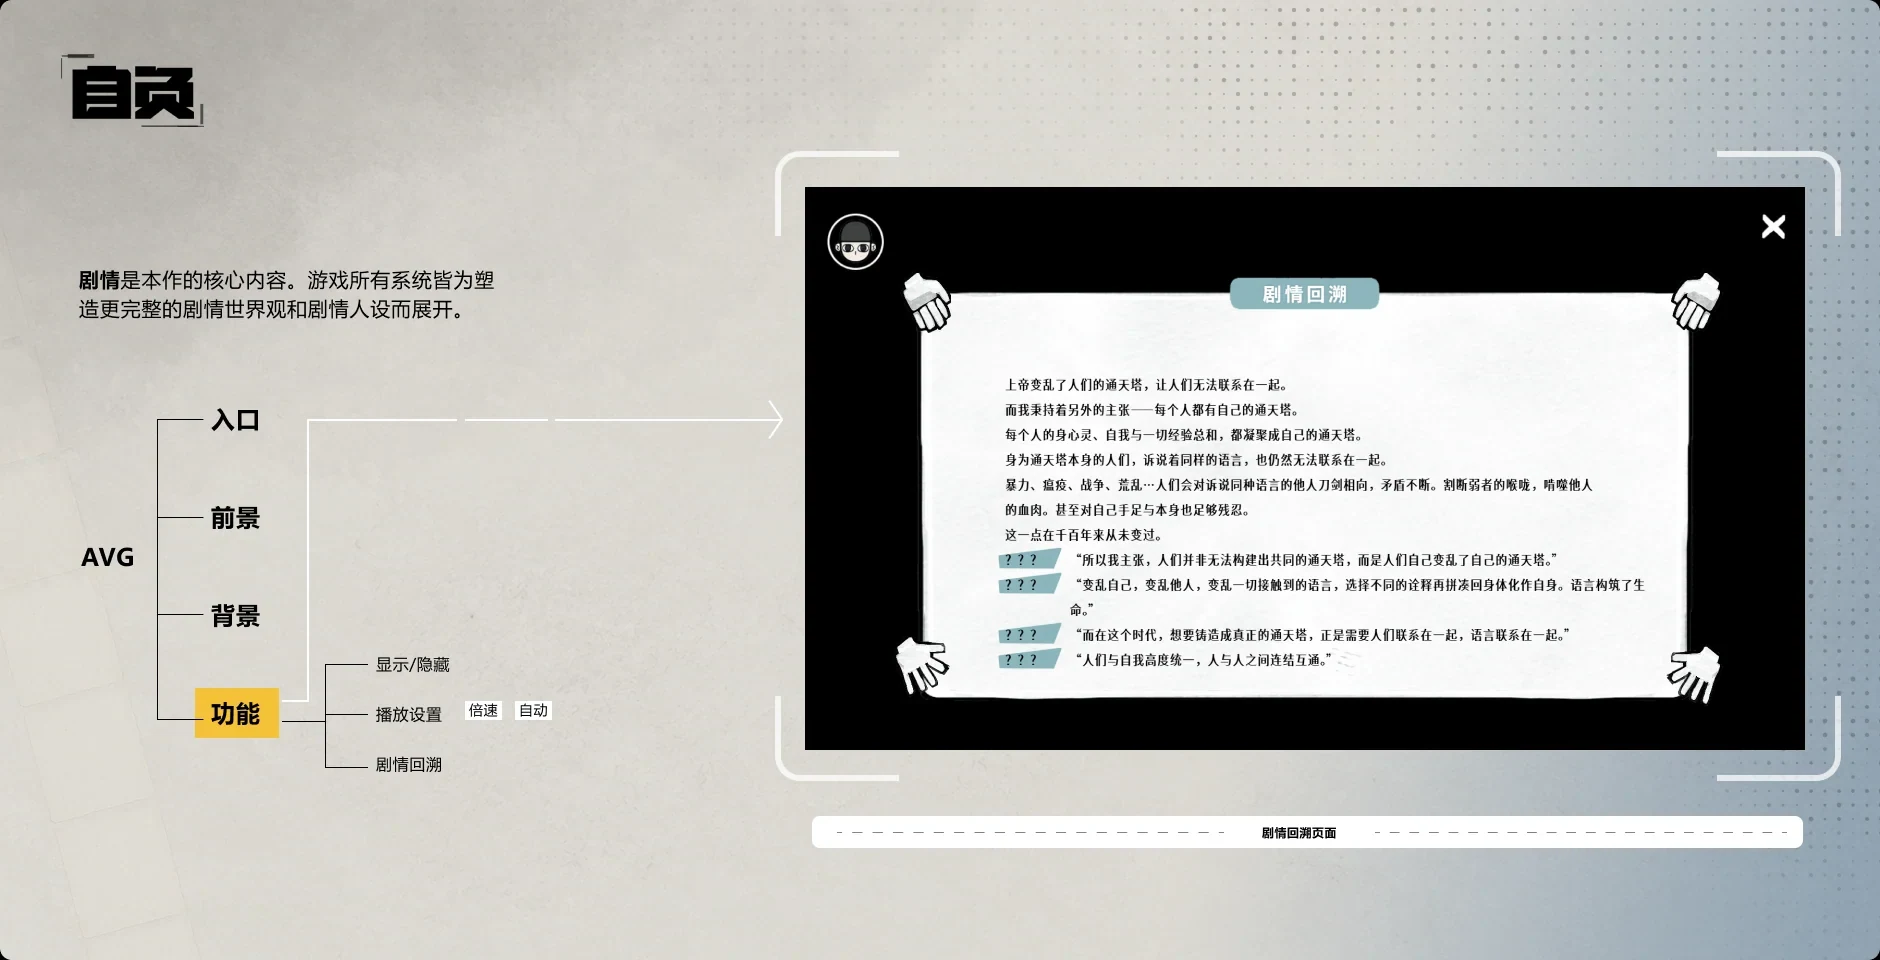 自负
剧情是本作的核心内容。游戏所有系统皆为塑
造更完整的剧情世界观和剧情人设而展开。
AVG
入口
前景
背景
功能
显示/隐藏
播放设置 倍速 自动
剧情回溯
剧情回溯
上帝变乱了人们的通天塔，让人们无法联系在一起。
而我秉持着另外的主张——每个人都有自己的通天塔。
每个人的身心灵、自我与一切经验总和，都凝聚成自己的通天塔。
身为通天塔本身的人们，诉说着同样的语言，也仍然无法联系在一起。
暴力、瘟疫、战争、荒乱…人们会对诉说同种语言的他人刀剑相向，矛盾不断。割断弱者的喉咙，啃噬他人
的血肉。甚至对自己手足与本身也足够残忍。
这一点在千百年来从未变过。
？？？ “所以我主张，人们并非无法构建出共同的通天塔，而是人们自己变乱了自己的通天塔。”
？？？ “变乱自己，变乱他人，变乱一切接触到的语言，选择不同的诠释再拼凑回身体化作自身。语言构筑了生
命。”
？？？ “而在这个时代，想要铸造成真正的通天塔，正是需要人们联系在一起，语言联系在一起。”
？？？ “人们与自我高度统一，人与人之间连结互通。”
剧情回溯页面